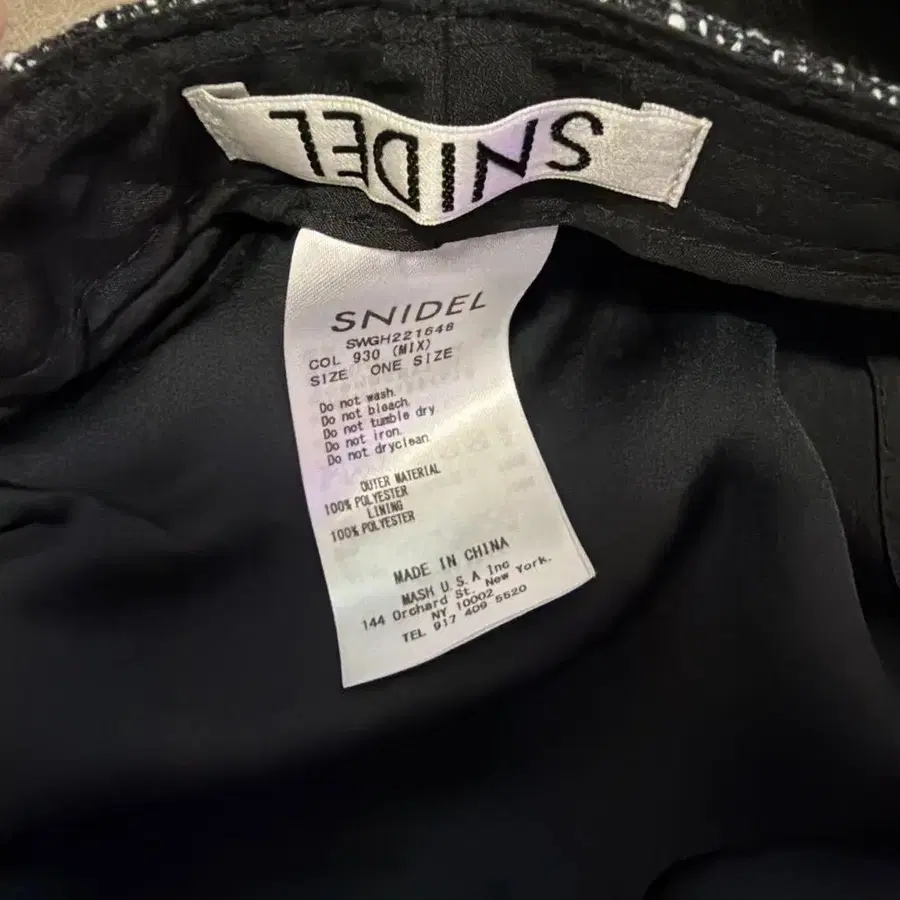 SNIDEL
SNIDEL
SWGH221648
COL 930 (MIX)
SIZE ONE SIZE
Do not wash.
Do not bleach.
Do not tumble dry
Do not iron.
Do not dryclean.
OUTER MATERIAL
100% POLYESTER
LINING
100% POLYESTER
MADE IN CHINA
MASH U.S.A Inc
144 Orchard St. New York.
NY 10002
TEL 917 409 5520